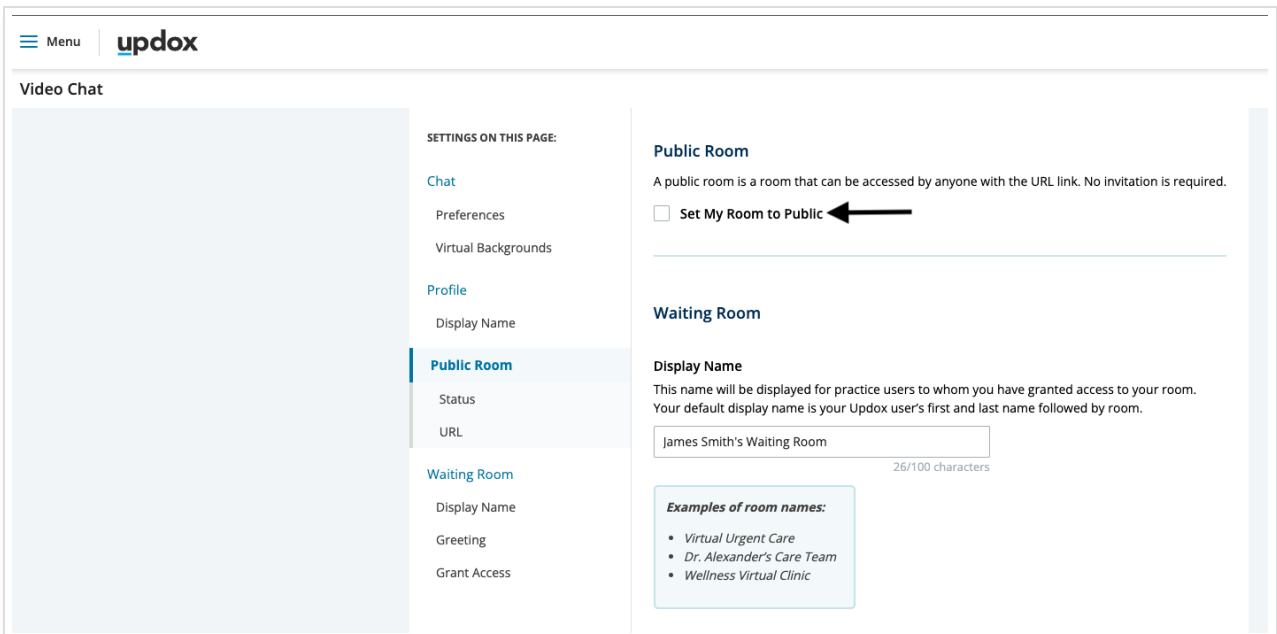 Menu
updox
Video Chat
SETTINGS ON THIS PAGE:
Chat
Preferences
Virtual Backgrounds
Profile
Display Name
Public Room
Status
URL
Waiting Room
Display Name
Greeting
Grant Access
Public Room
A public room is a room that can be accessed by anyone with the URL link. No invitation is required.
Set My Room to Public
Waiting Room
Display Name
This name will be displayed for practice users to whom you have granted access to your room.
Your default display name is your Updox user's first and last name followed by room.
James Smith's Waiting Room
26/100 characters
Examples of room names:
• Virtual Urgent Care
• Dr. Alexander's Care Team
• Wellness Virtual Clinic